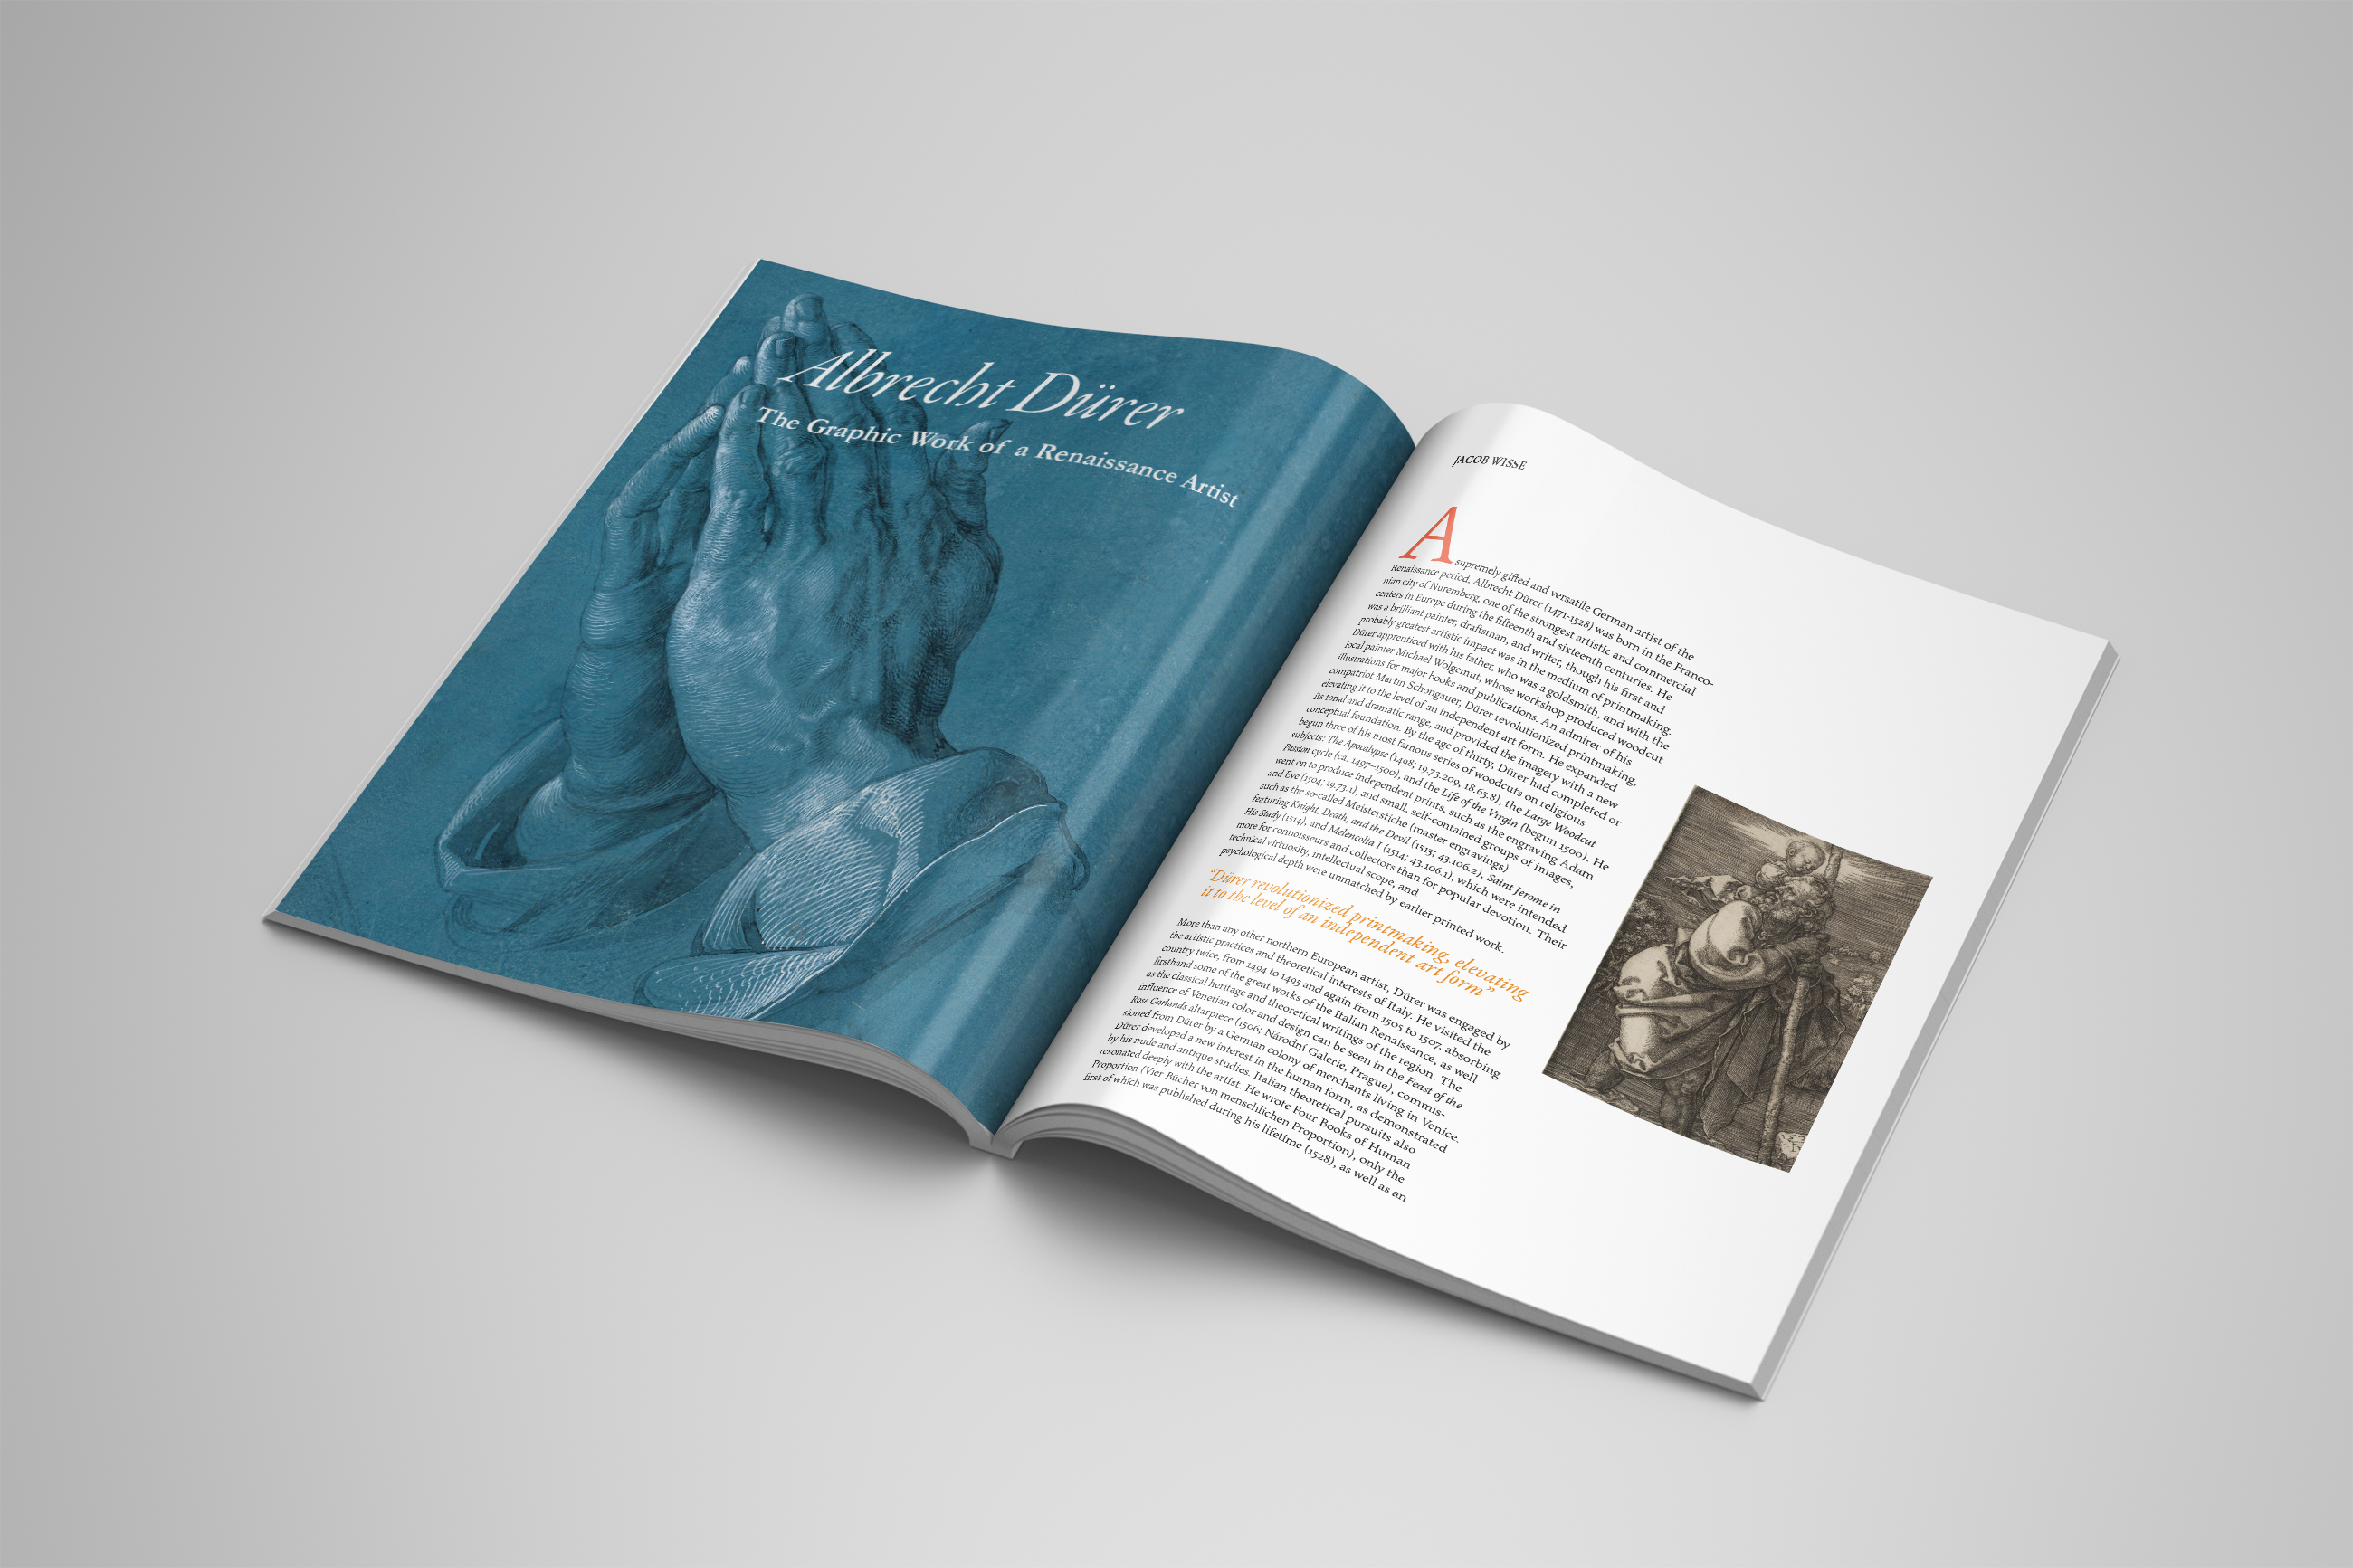 Albrecht Dürer
The Graphic Work of a Renaissance Artist
JACOB WISSE
A supremely gifted and versatile German artist of the
Renaissance period, Albrecht Dürer (1471-1528) was born in the Franco-
nian city of Nuremberg, one of the strongest artistic and commercial
centers in Europe during the fifteenth and sixteenth centuries. He
was a brilliant painter, draftsman, and writer, though his first and
probably greatest artistic impact was in the medium of printmaking.
Dürer apprenticed with his father, who was a goldsmith, and with the
local painter Michael Wolgemut, whose workshop produced woodcut
illustrations for major books and publications. An admirer of his
compatriot Martin Schongauer, Dürer revolutionized printmaking,
elevating it to the level of an independent art form. He expanded
its tonal and dramatic range, and provided the imagery with a new
conceptual foundation. By the age of thirty, Dürer had completed or
begun three of his most famous series of woodcuts on religious
subjects: The Apocalypse (1498; 19.73.209, 18.65.8), the Large Woodcut
Passion cycle (ca. 1497–1500), and the Life of the Virgin (begun 1500). He
went on to produce independent prints, such as the engraving Adam
and Eve (1504; 19.73.1), and small, self-contained groups of images,
such as the so-called Meisterstiche (master engravings)
featuring Knight, Death, and the Devil (1513; 43.106.2), Saint Jerome in
His Study (1514), and Melencolia I (1514; 43.106.1), which were intended
more for connoisseurs and collectors than for popular devotion. Their
technical virtuosity, intellectual scope, and
psychological depth were unmatched by earlier printed work.
“Dürer revolutionized printmaking, elevating
it to the level of an independent art form”
More than any other northern European artist, Dürer was engaged by
the artistic practices and theoretical interests of Italy. He visited the
country twice, from 1494 to 1495 and again from 1505 to 1507, absorbing
firsthand some of the great works of the Italian Renaissance, as well
as the classical heritage and theoretical writings of the region. The
influence of Venetian color and design can be seen in the Feast of the
Rose Garlands altarpiece (1506; Národní Galerie, Prague), commis-
sioned from Dürer by a German colony of merchants living in Venice.
Dürer developed a new interest in the human form, as demonstrated
by his nude and antique studies. Italian theoretical pursuits also
resonated deeply with the artist. He wrote Four Books of Human
Proportion (Vier Bücher von menschlichen Proportion), only the
first of which was published during his lifetime (1528), as well as an